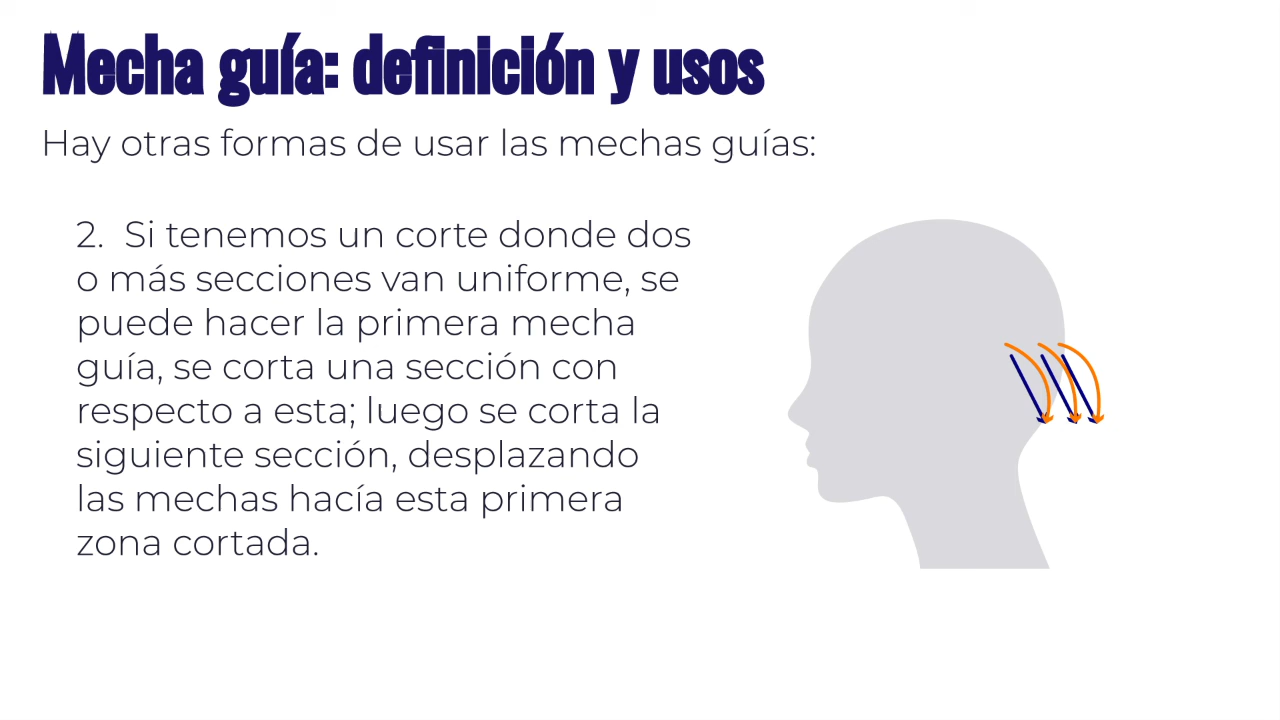 Mecha guía: definición y usos
Hay otras formas de usar las mechas guías:
2. Si tenemos un corte donde dos
o más secciones van uniforme, se
puede hacer la primera mecha
guía, se corta una sección con
respecto a esta; luego se corta la
siguiente sección, desplazando
las mechas hacía esta primera
zona cortada.